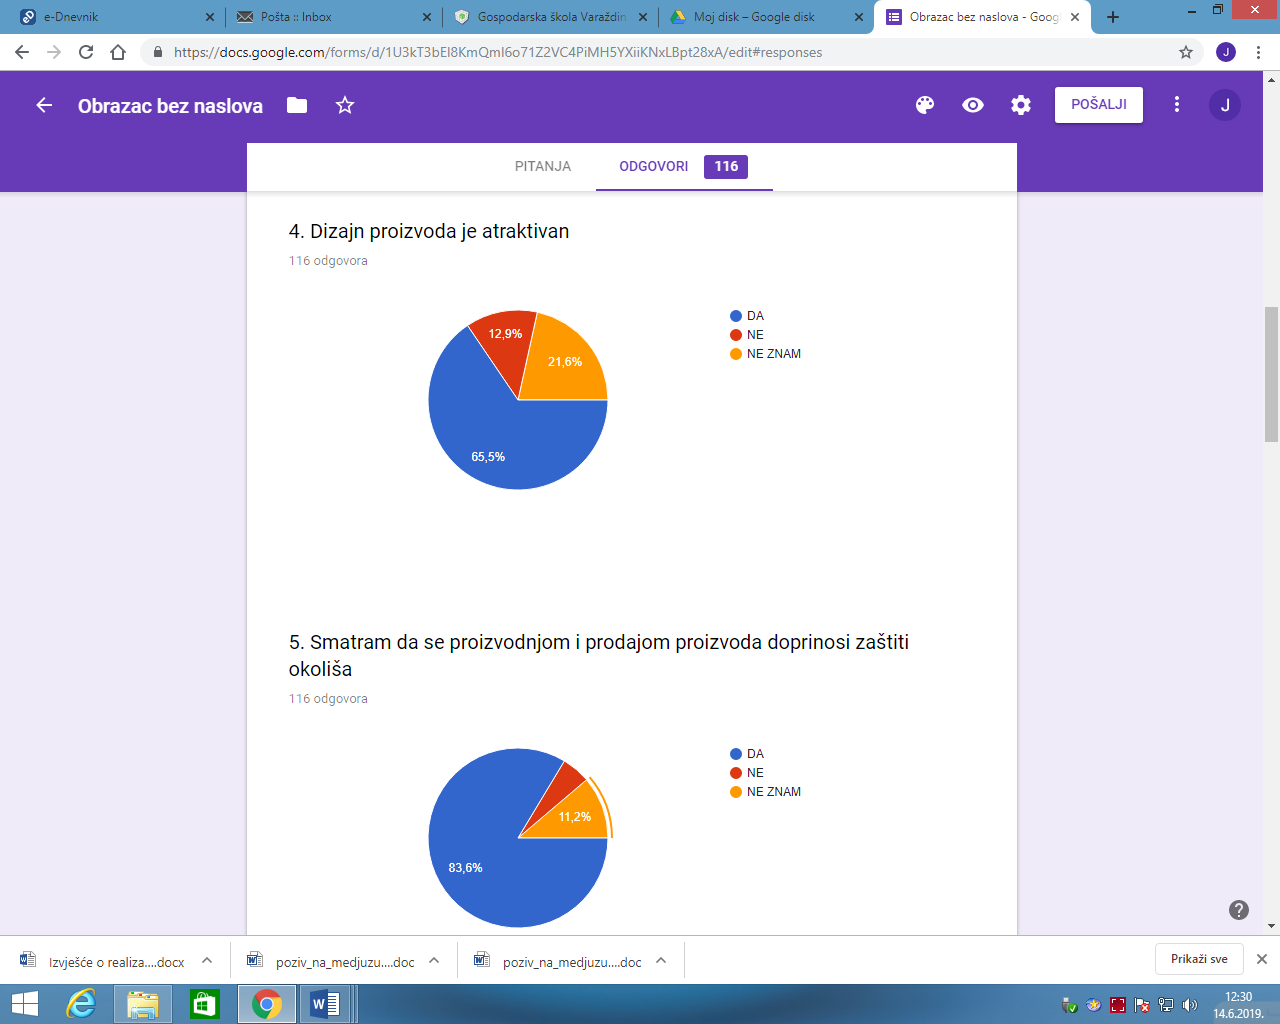 e-Dnevnik
Pošta :: Inbox
Gospodarska škola Varaždin
Moj disk – Google disk
Obrazac bez naslova - Goog
https://docs.google.com/forms/d/1U3kT3bEl8KmQmI6o71Z2VC4PiMH5YXiiKNxLBpt28xA/edit#responses
J
Obrazac bez naslova
POŠALJI
J
PITANJA
ODGOVORI
116
4. Dizajn proizvoda je atraktivan
116 odgovora
12,9%
21,6%
65,5%
DA
NE
NE ZNAM
5. Smatram da se proizvodnjom i prodajom proizvoda doprinosi zaštiti
okoliša
116 odgovora
11,2%
83,6%
DA
NE
NE ZNAM
Izvješće o realiza....docx
poziv_na_medjuzu....doc
poziv_na_medjuzu....doc
Prikaži sve
12:30
14.6.2019.